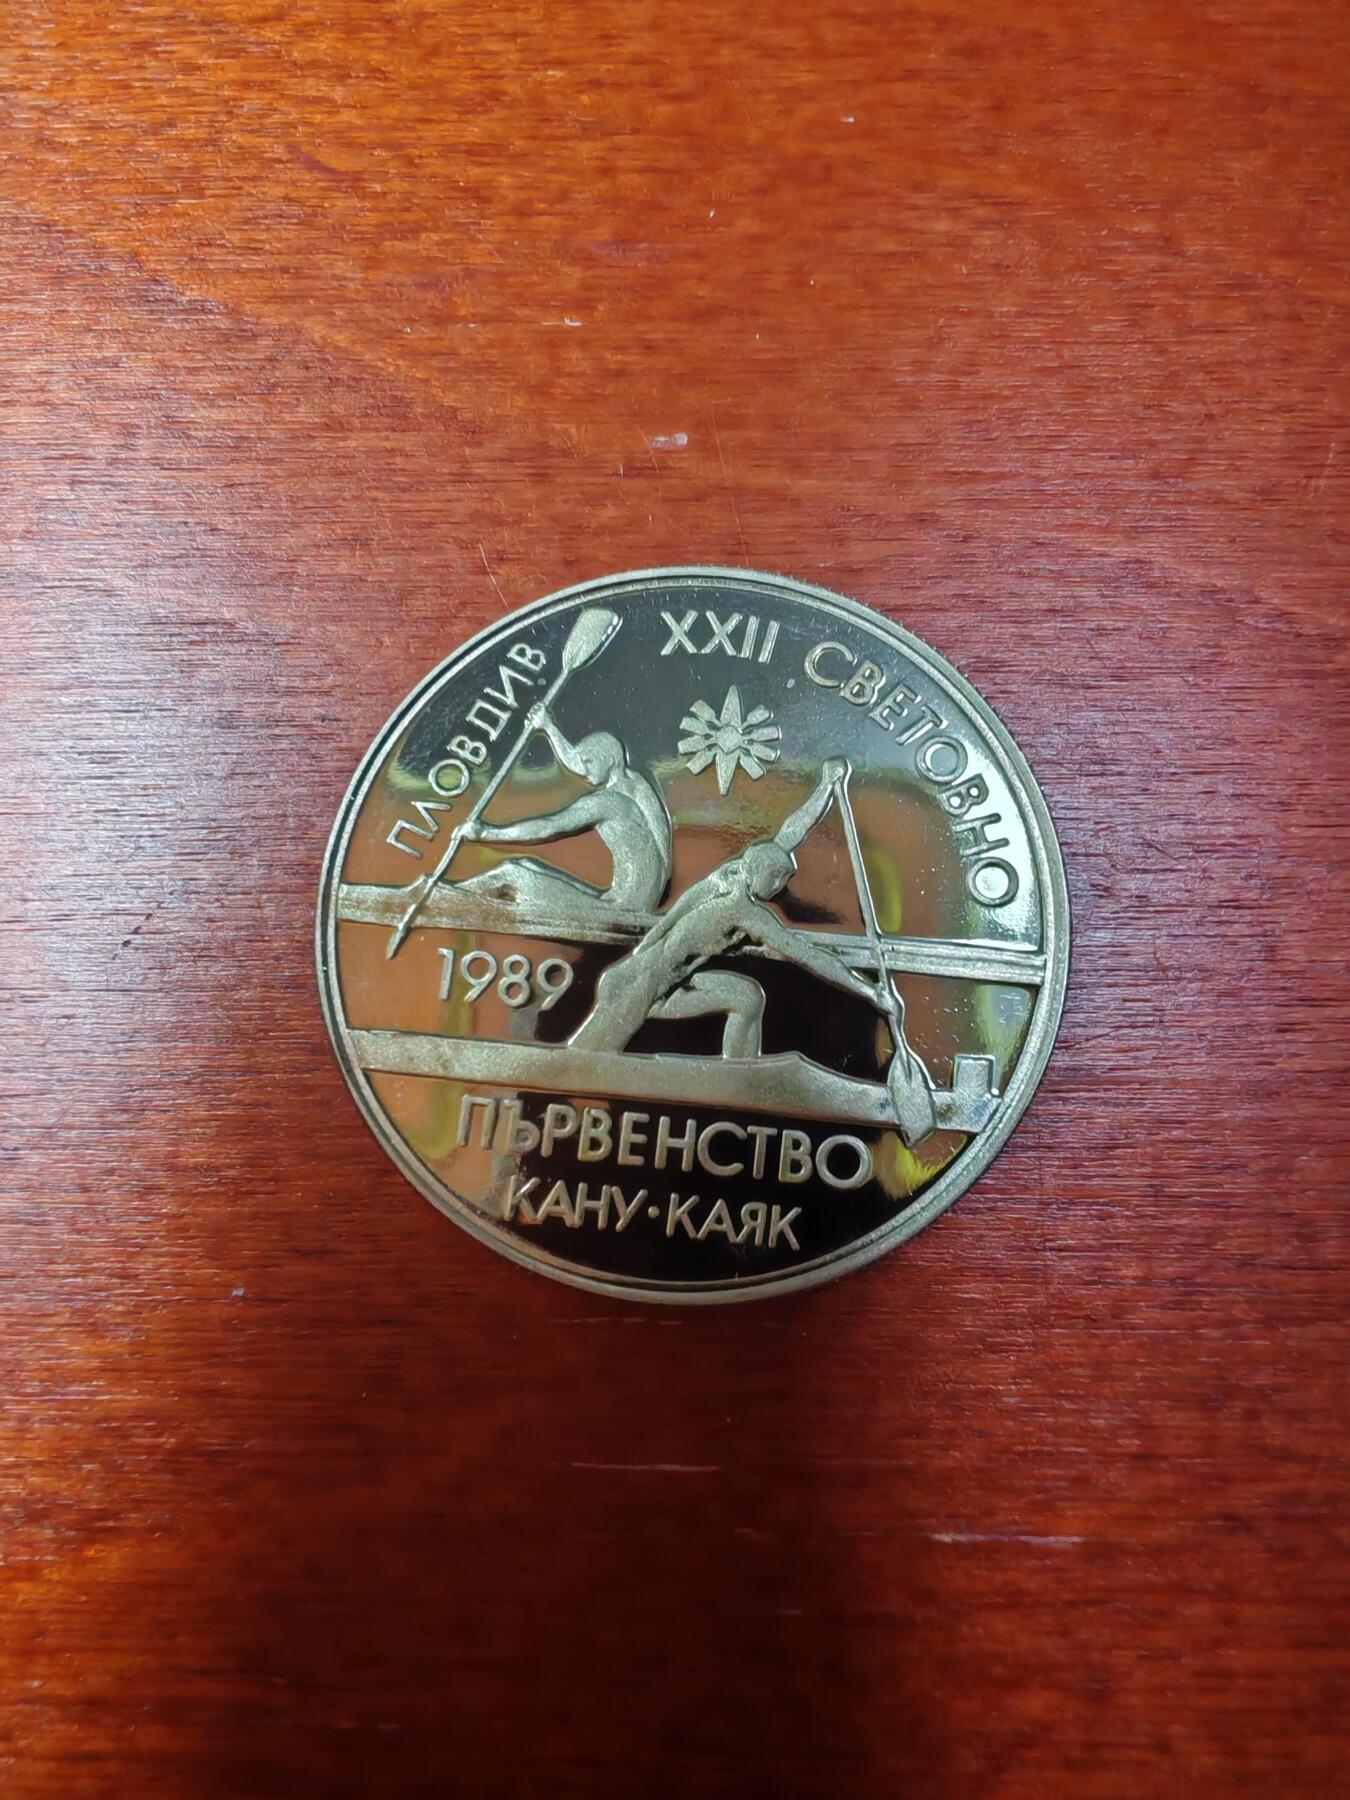 ПЛОВДИВ
XXII СВЕТОВНО
1989
ПЪРВЕНСТВО
КАНУ·КАЯК